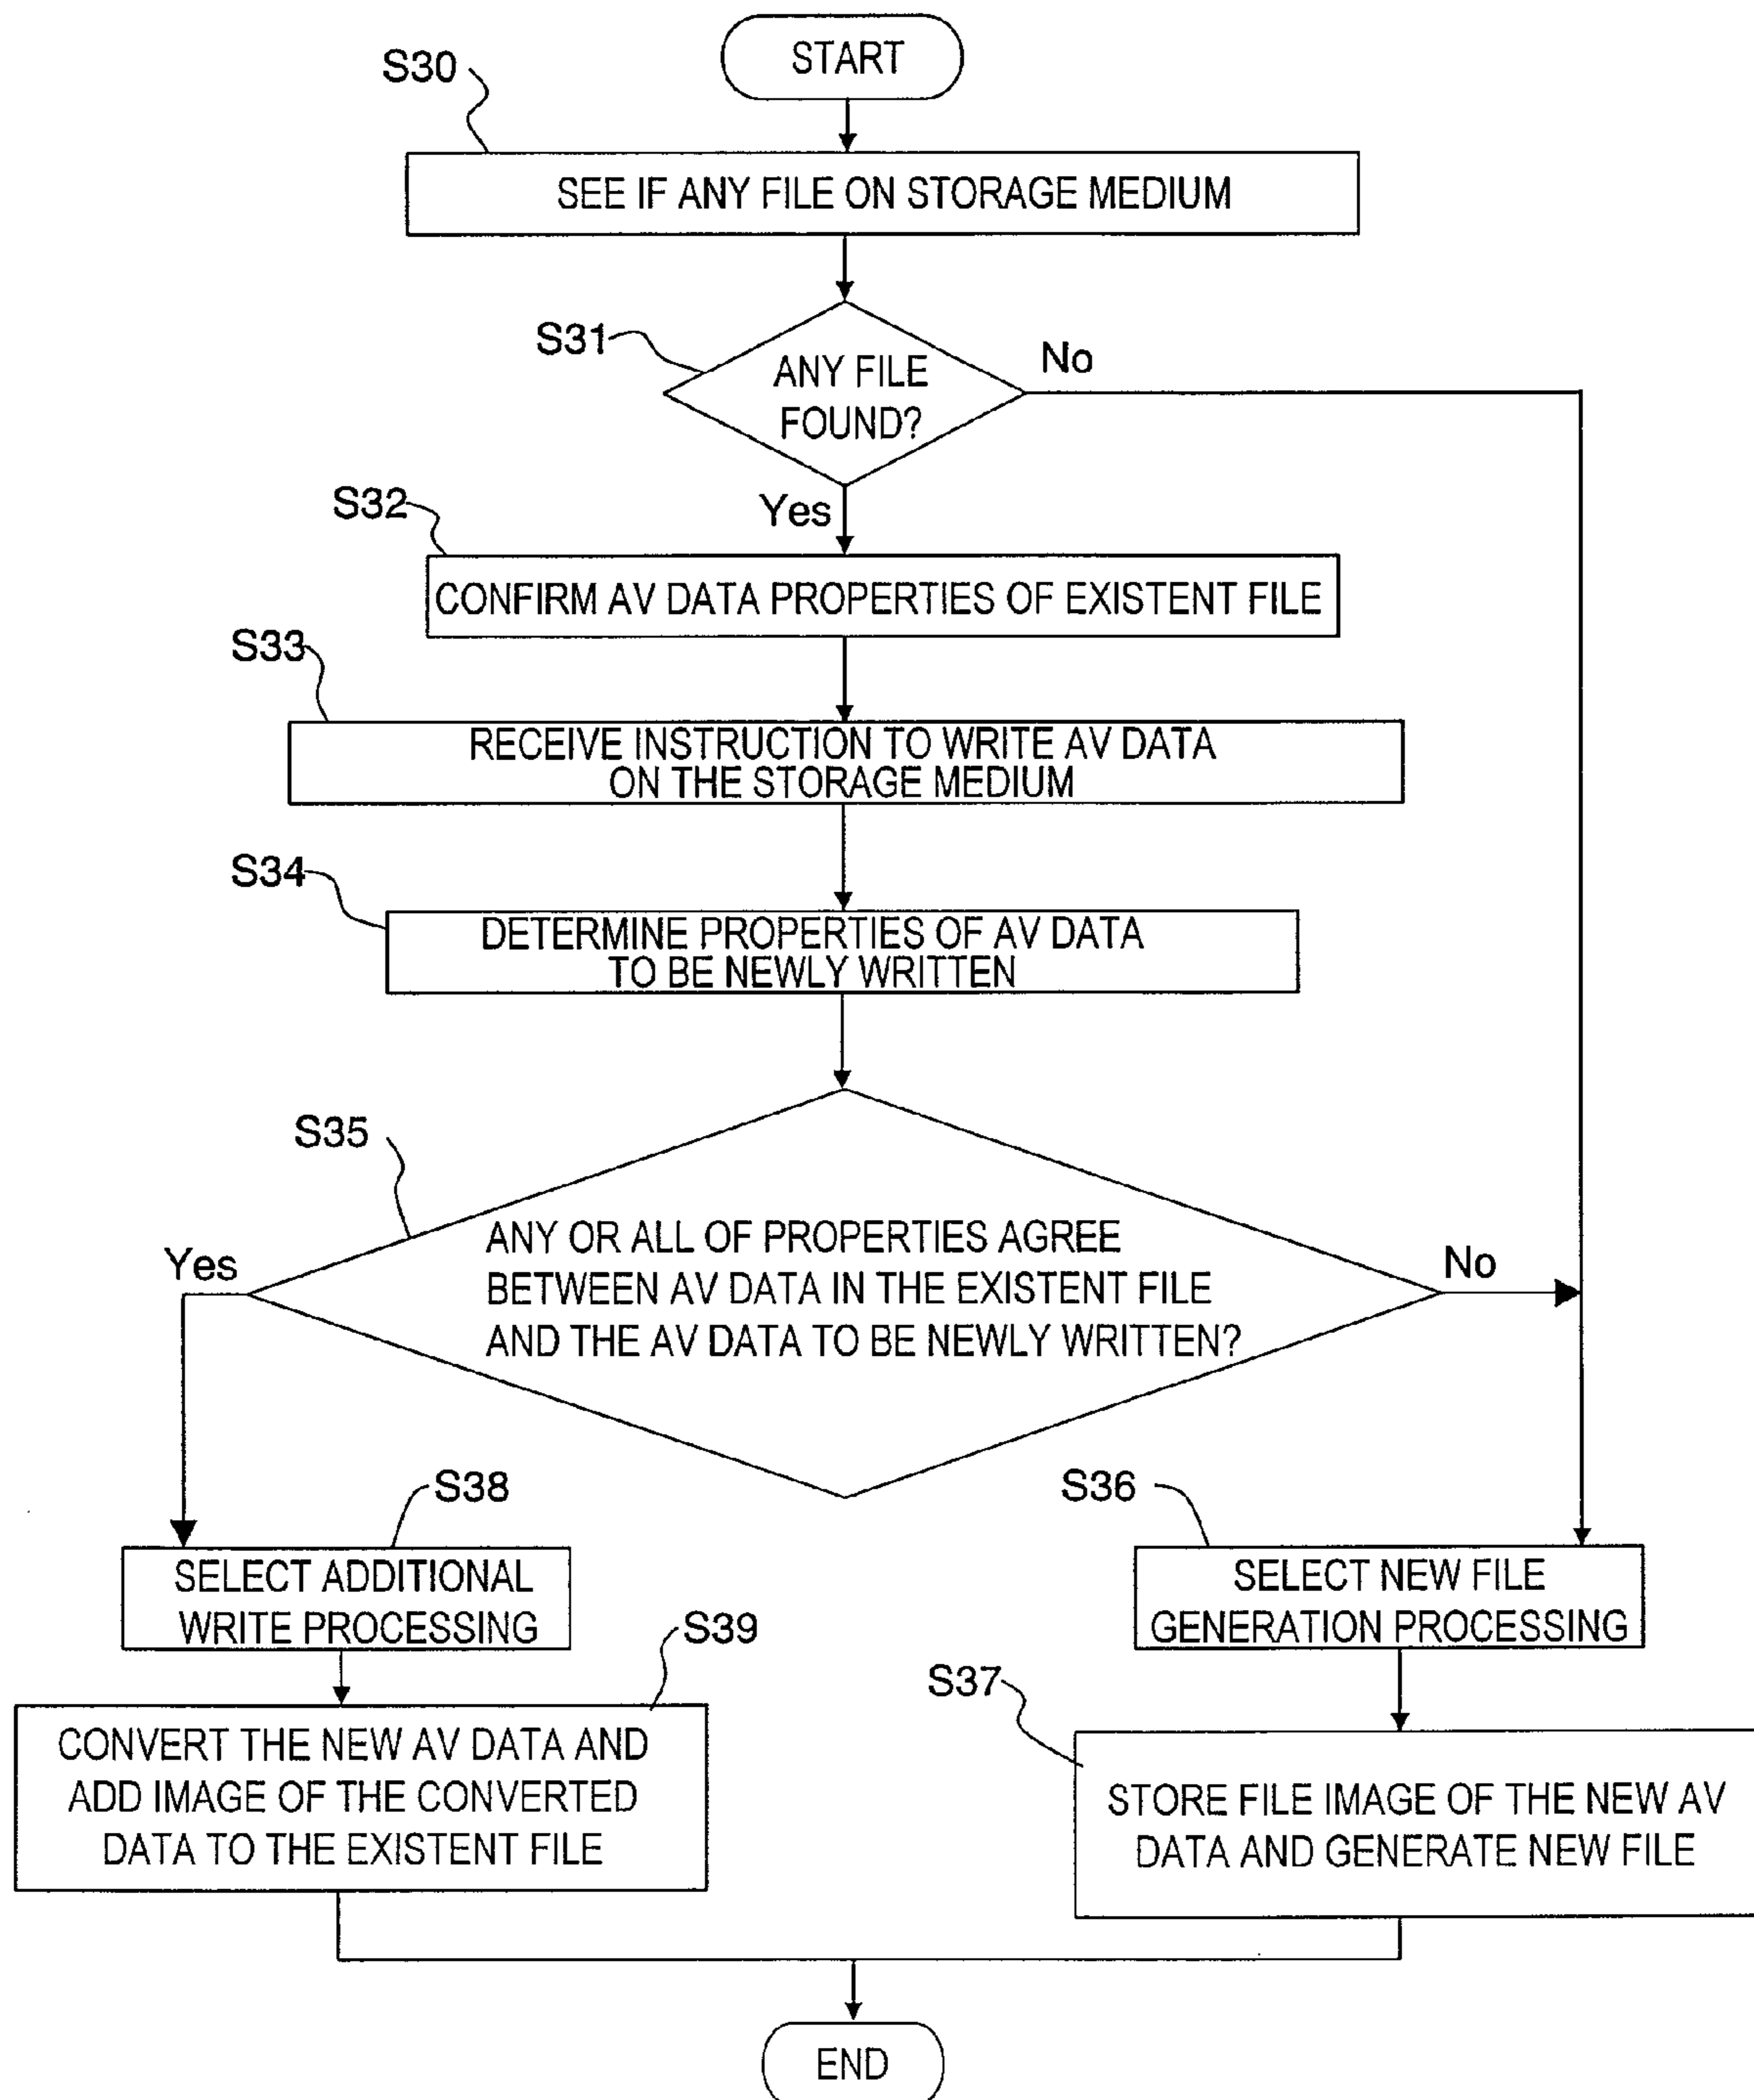 START
S30
SEE IF ANY FILE ON STORAGE MEDIUM
S31
ANY FILE
FOUND?
No
Yes
S32
CONFIRM AV DATA PROPERTIES OF EXISTENT FILE
S33
RECEIVE INSTRUCTION TO WRITE AV DATA
ON THE STORAGE MEDIUM
S34
DETERMINE PROPERTIES OF AV DATA
TO BE NEWLY WRITTEN
S35
ANY OR ALL OF PROPERTIES AGREE
BETWEEN AV DATA IN THE EXISTENT FILE
AND THE AV DATA TO BE NEWLY WRITTEN?
Yes
No
S38
SELECT ADDITIONAL
WRITE PROCESSING
S36
SELECT NEW FILE
GENERATION PROCESSING
S39
CONVERT THE NEW AV DATA AND
ADD IMAGE OF THE CONVERTED
DATA TO THE EXISTENT FILE
S37
STORE FILE IMAGE OF THE NEW AV
DATA AND GENERATE NEW FILE
END